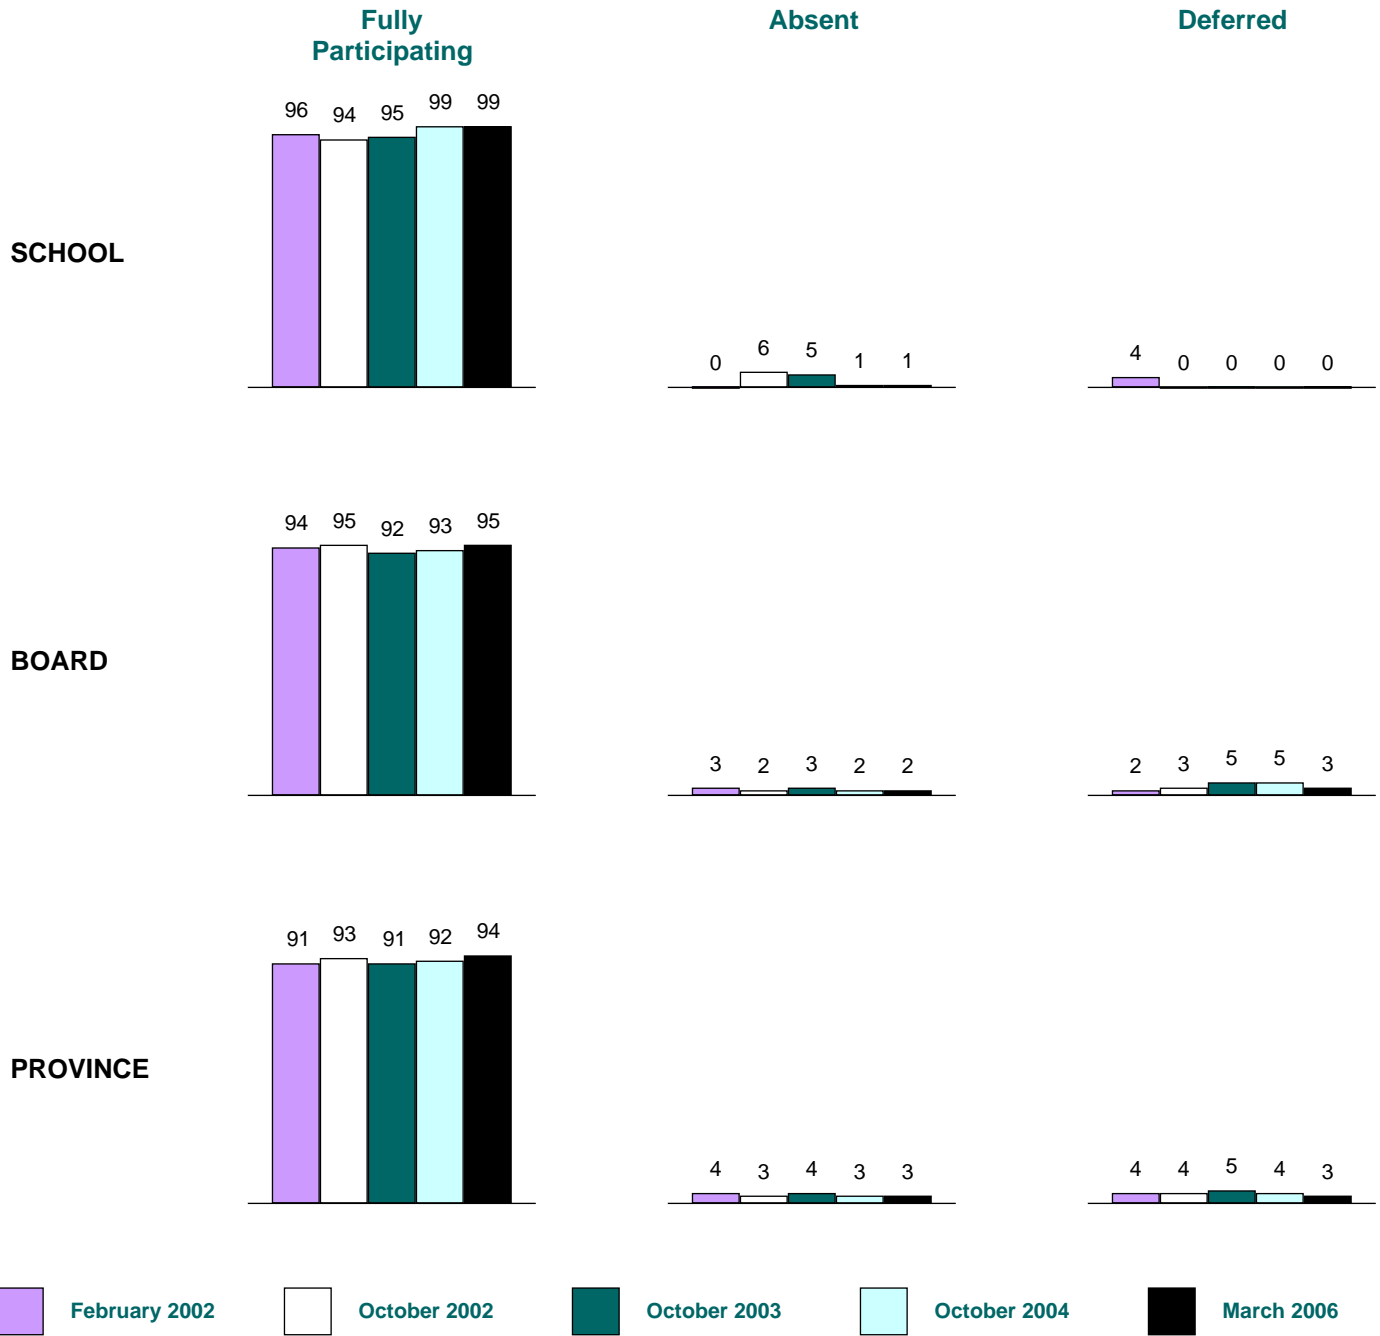 Fully
Participating
Absent
Deferred
SCHOOL
96 94 95 99 99
0 6 5 1 1
4 0 0 0 0
BOARD
94 95 92 93 95
3 2 3 2 2
2 3 5 5 3
PROVINCE
91 93 91 92 94
4 3 4 3 3
4 4 5 4 3
February 2002
October 2002
October 2003
October 2004
March 2006